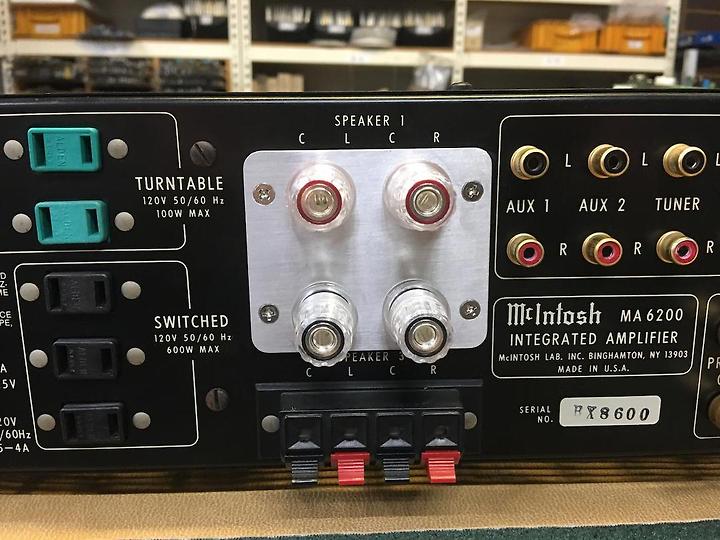 SPEAKER 1
C L C R
TURNTABLE
120V 50/60 Hz
100W MAX
L L L
AUX 1 AUX 2 TUNER
R R R
SWITCHED
120V 50/60 Hz
600W MAX
McIntosh MA 6200
INTEGRATED AMPLIFIER
McINTOSH LAB. INC. BINGHAMTON, NY 13903
MADE IN U.S.A.
SPEAKER 3
C L C R
SERIAL
NO. BX8600